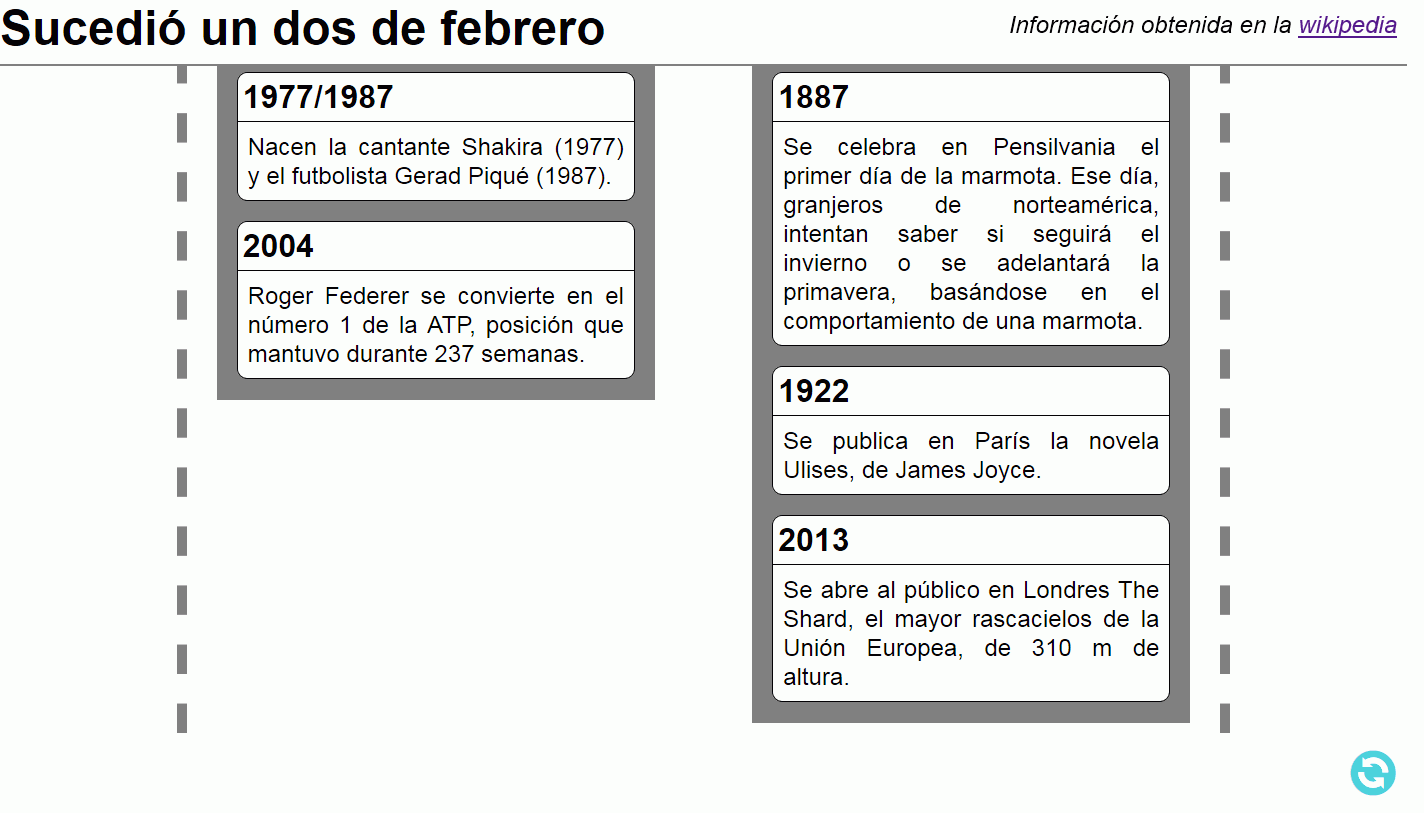 Sucedió un dos de febrero
Información obtenida en la wikipedia
1977/1987
Nacen la cantante Shakira (1977)
y el futbolista Gerad Piqué (1987).
2004
Roger Federer se convierte en el
número 1 de la ATP, posición que
mantuvo durante 237 semanas.
1887
Se celebra en Pensilvania el
primer día de la marmota. Ese día,
granjeros de norteamérica,
intentan saber si seguirá el
invierno o se adelantará la
primavera, basándose en el
comportamiento de una marmota.
1922
Se publica en París la novela
Ulises, de James Joyce.
2013
Se abre al público en Londres The
Shard, el mayor rascacielos de la
Unión Europea, de 310 m de
altura.